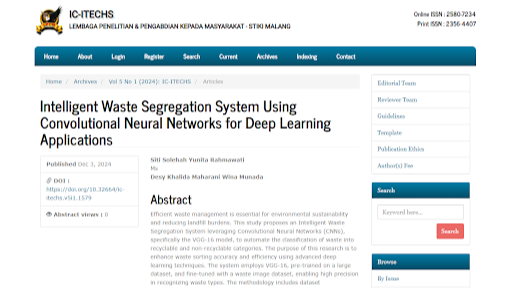 IC-ITECHS
LEMBAGA PENELITIAN & PENGABDIAN KEPADA MASYARAKAT - STIKI MALANG
Online ISSN : 2580-7234
Print ISSN : 2356-4407
Home About Login Register Search Current Archives Indexing Contact
Home / Archives / Vol 5 No 1 (2024): IC-ITECHS / Articles
Intelligent Waste Segregation System Using
Convolutional Neural Networks for Deep Learning
Applications
Published Dec 3, 2024
DOI :
https://doi.org/10.32664/ic-
itechs.v5i1.1579
Abstract views : 0
Siti Solehah Yunita Rahmawati
Ms
Desy Khalida Maharani Wina Munada
Abstract
Efficient waste management is essential for environmental sustainability
and reducing landfill burdens. This study proposes an Intelligent Waste
Segregation System leveraging Convolutional Neural Networks (CNNs),
specifically the VGG-16 model, to automate the classification of waste into
recyclable and non-recyclable categories. The purpose of this research is to
enhance waste sorting accuracy and efficiency using advanced deep
learning techniques. The system employs VGG-16, pre-trained on a large
dataset, and fine-tuned with a waste image dataset, enabling high precision
in recognizing waste types. The methodology includes dataset
Editorial Team
Reviewer Team
Guidelines
Template
Publication Ethics
Author(s) Fee
Search
Keyword here...
Search
Browse
By Issue